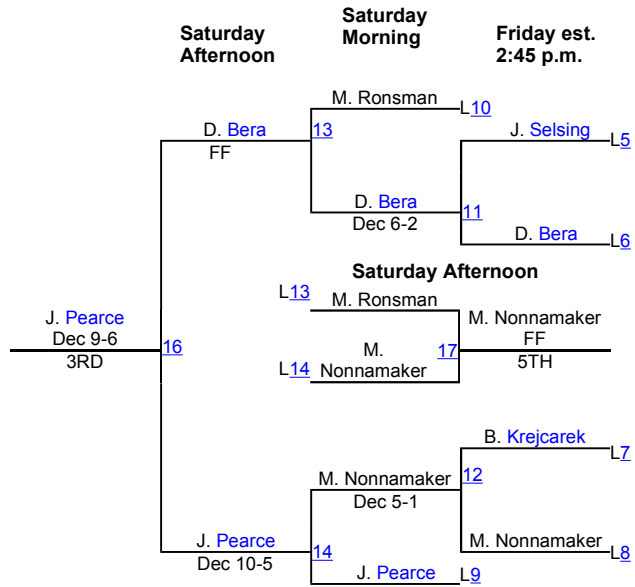 Saturday
Afternoon
Saturday
Morning
Friday est.
2:45 p.m.
M. Ronsman
L10
D. Bera
13
J. Selsing
L5
FF
D. Bera
11
Dec 6-2
D. Bera
L6
Saturday Afternoon
L13
M. Ronsman
J. Pearce
M. Nonnamaker
Dec 9-6
16
M.
17
FF
3RD
L14
Nonnamaker
5TH
B. Krejcarek
L7
M. Nonnamaker
12
Dec 5-1
J. Pearce
14
M. Nonnamaker
L8
Dec 10-5
J. Pearce
L9